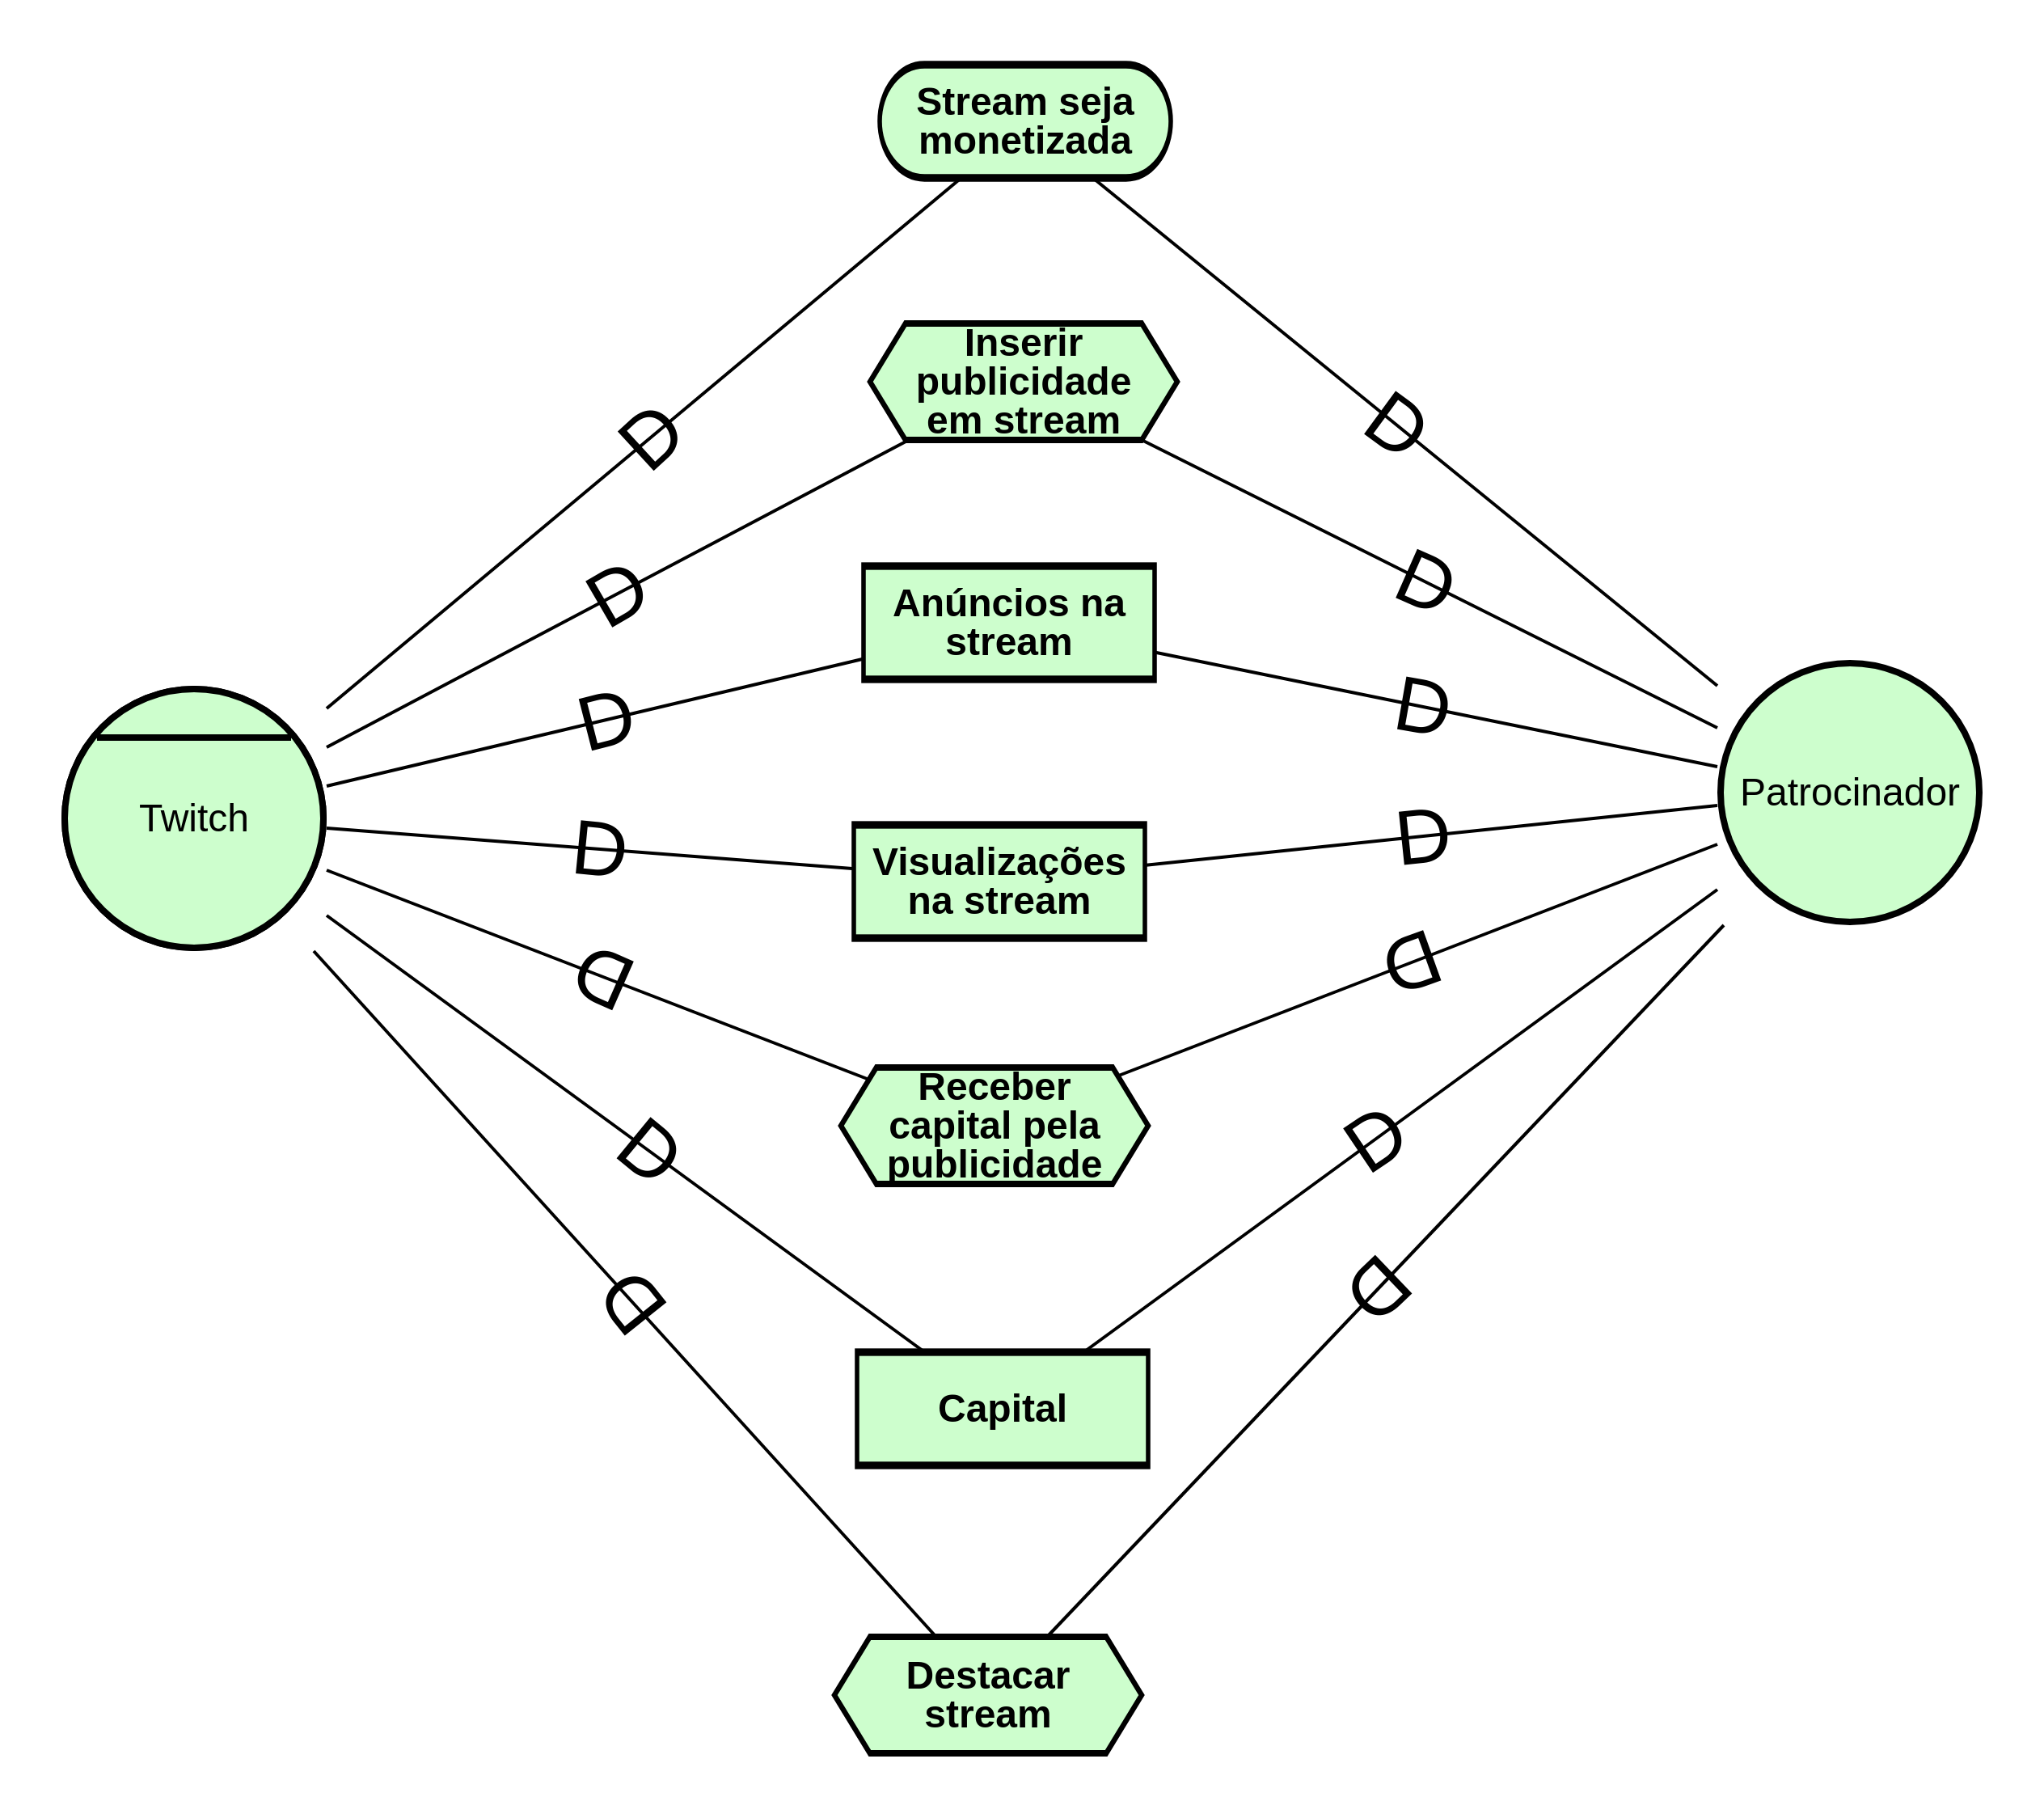 Stream seja
monetizada
Inserir
publicidade
em stream
D
D
D
D
Anúncios na
stream
D
D
Twitch
Patrocinador
D
D
Visualizações
na stream
D
D
Receber
capital pela
publicidade
D
D
D
D
Capital
Destacar
stream